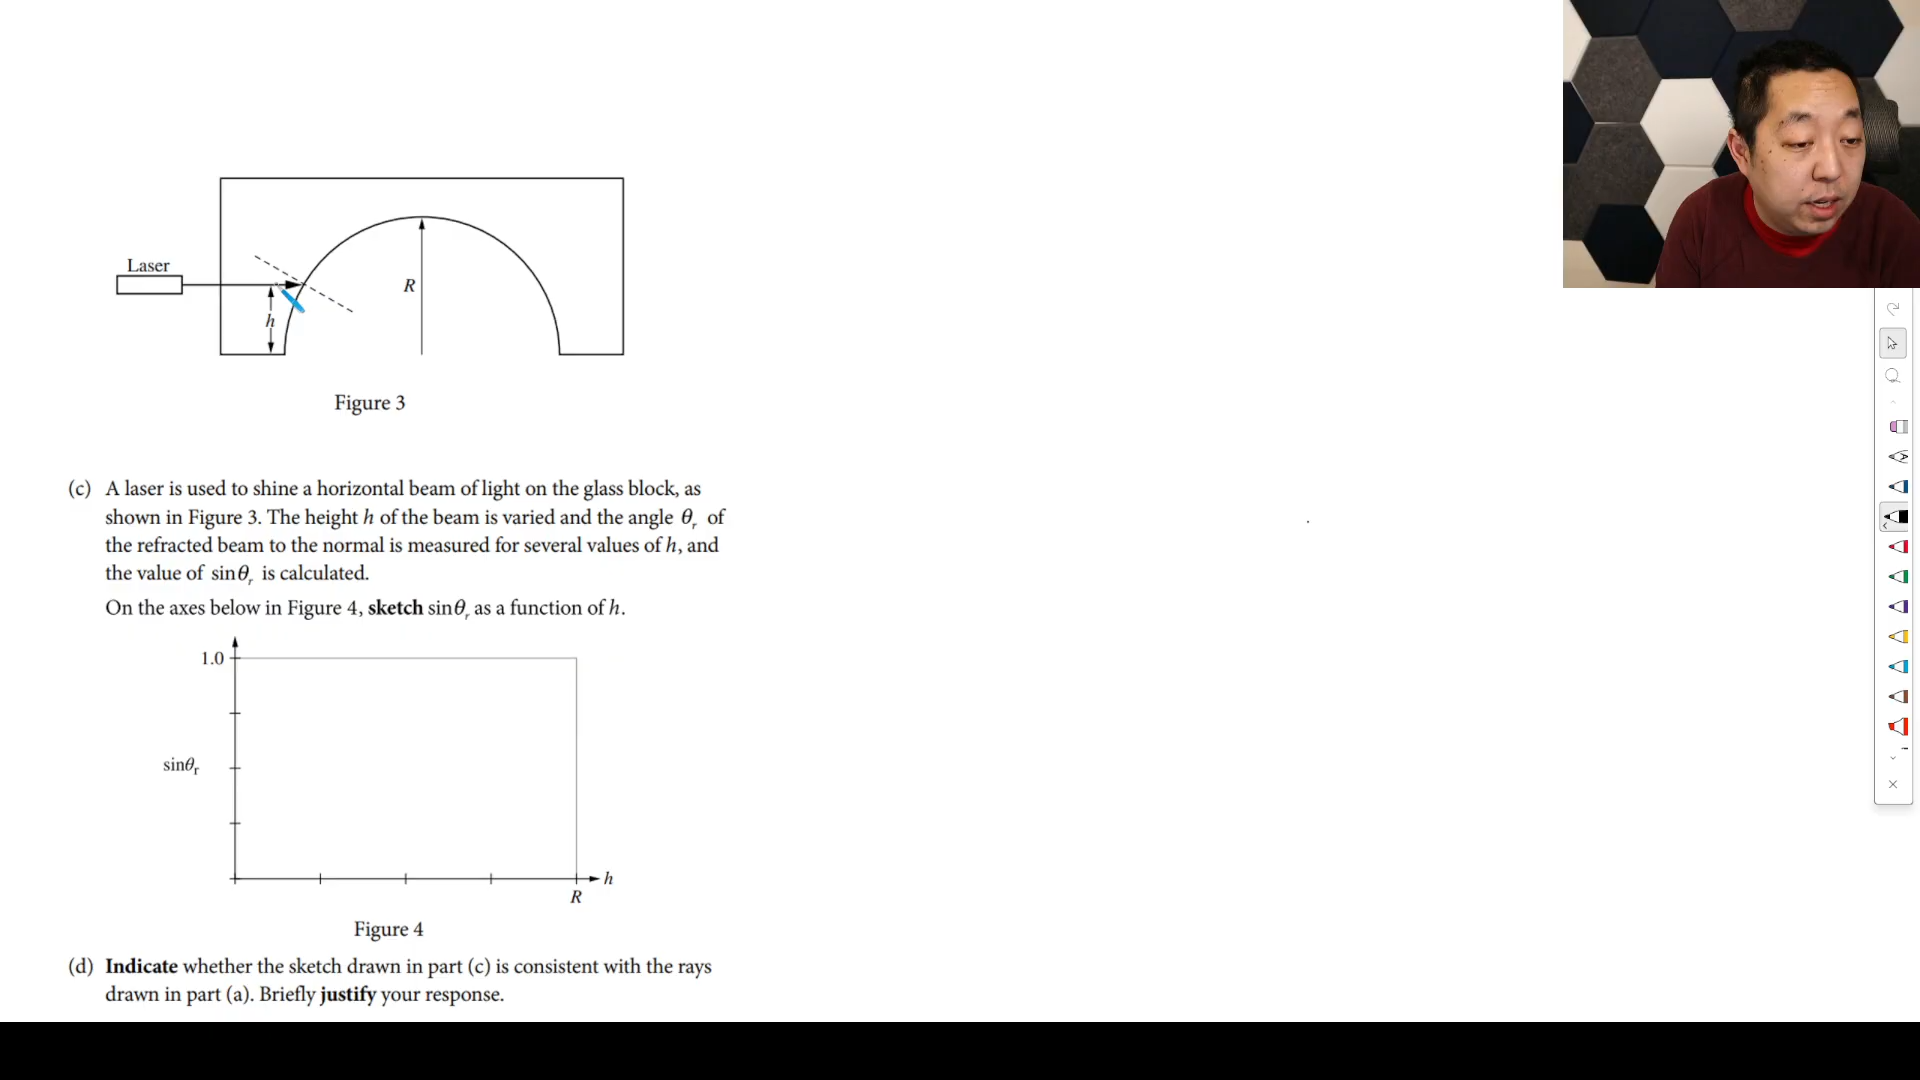 Laser
R
h
Figure 3
(c) A laser is used to shine a horizontal beam of light on the glass block, as
shown in Figure 3. The height h of the beam is varied and the angle θr of
the refracted beam to the normal is measured for several values of h, and
the value of sinθr is calculated.
On the axes below in Figure 4, sketch sinθr as a function of h.
1.0
sinθr
h
R
Figure 4
(d) Indicate whether the sketch drawn in part (c) is consistent with the rays
drawn in part (a). Briefly justify your response.